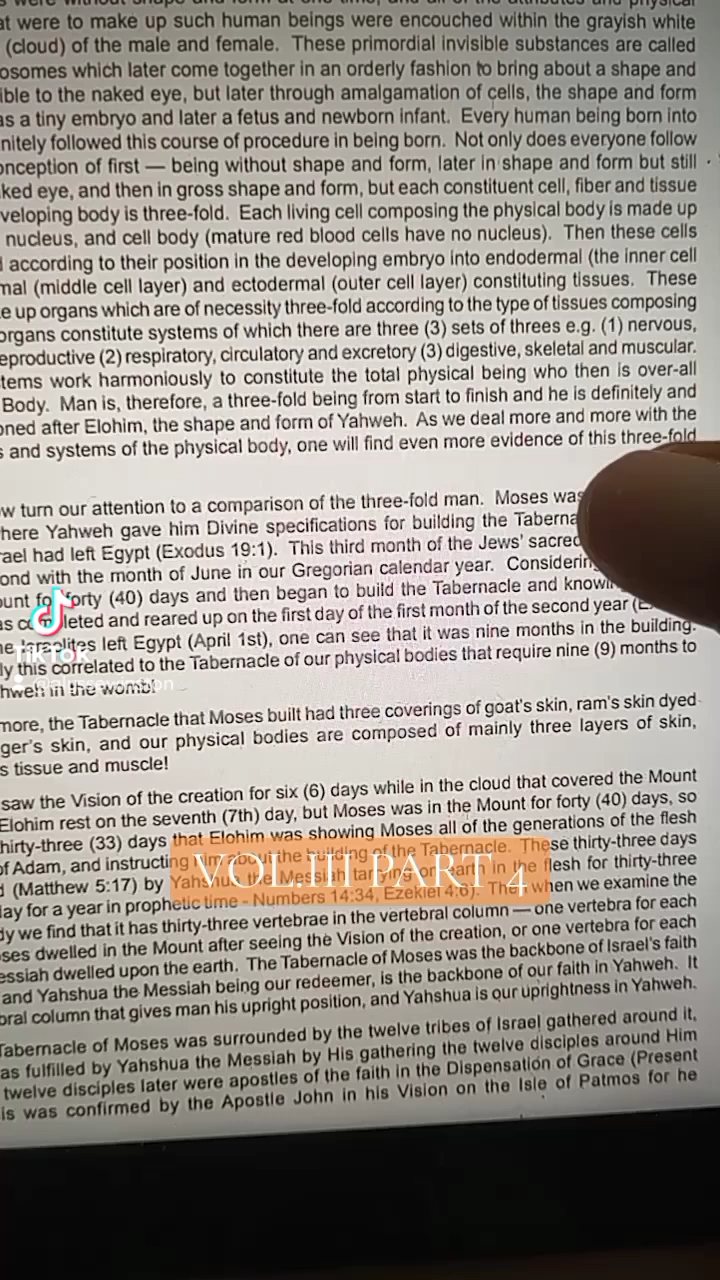 at were to make up such human beings were encouched within the grayish white
(cloud) of the male and female. These primordial invisible substances are called
osomes which later come together in an orderly fashion to bring about a shape and
ible to the naked eye, but later through amalgamation of cells, the shape and form
as a tiny embryo and later a fetus and newborn infant. Every human being born into
nitely followed this course of procedure in being born. Not only does everyone follow
onception of first — being without shape and form, later in shape and form but still
ked eye, and then in gross shape and form, but each constituent cell, fiber and tissue
veloping body is three-fold. Each living cell composing the physical body is made up
nucleus, and cell body (mature red blood cells have no nucleus). Then these cells
according to their position in the developing embryo into endodermal (the inner cell
mal (middle cell layer) and ectodermal (outer cell layer) constituting tissues. These
e up organs which are of necessity three-fold according to the type of tissues composing
organs constitute systems of which there are three (3) sets of threes e.g. (1) nervous,
eproductive (2) respiratory, circulatory and excretory (3) digestive, skeletal and muscular.
tems work harmoniously to constitute the total physical being who then is over-all
Body. Man is, therefore, a three-fold being from start to finish and he is definitely and
oned after Elohim, the shape and form of Yahweh. As we deal more and more with the
s and systems of the physical body, one will find even more evidence of this three-fold
ow turn our attention to a comparison of the three-fold man. Moses was
here Yahweh gave him Divine specifications for building the Taberna
rael had left Egypt (Exodus 19:1). This third month of the Jews' sacred
ond with the month of June in our Gregorian calendar year. Considering
ount for forty (40) days and then began to build the Tabernacle and
as completed and reared up on the first day of the first month of the second year
he Israelites left Egypt (April 1st), one can see that it was nine months in the building.
ly this correlated to the Tabernacle of our physical bodies that require nine (9) months to
hweh in the womb!
TikTok
more, the Tabernacle that Moses built had three coverings of goat's skin, ram's skin dyed
ger's skin, and our physical bodies are composed of mainly three layers of skin,
s tissue and muscle!
saw the Vision of the creation for six (6) days while in the cloud that covered the Mount
Elohim rest on the seventh (7th) day, but Moses was in the Mount for forty (40) days, so
hirty-three (33) days that Elohim was showing Moses all of the generations of the flesh
of Adam, and instructing him about the building of the Tabernacle. These thirty-three days
(Matthew 5:17) by Yahshua the Messiah tarrying on earth in the flesh for thirty-three
day for a year in prophetic time - Numbers 14:34, Ezekiel 4:6). Then when we examine the
VOL.III PART 4
dy we find that it has thirty-three vertebrae in the vertebral column — one vertebra for each
ses dwelled in the Mount after seeing the Vision of the creation, or one vertebra for each
essiah dwelled upon the earth. The Tabernacle of Moses was the backbone of Israel's faith
and Yahshua the Messiah being our redeemer, is the backbone of our faith in Yahweh. It
bral column that gives man his upright position, and Yahshua is our uprightness in Yahweh.
Tabernacle of Moses was surrounded by the twelve tribes of Israel gathered around it,
as fulfilled by Yahshua the Messiah by His gathering the twelve disciples around Him
twelve disciples later were apostles of the faith in the Dispensation of Grace (Present
is was confirmed by the Apostle John in his Vision on the Isle of Patmos for he